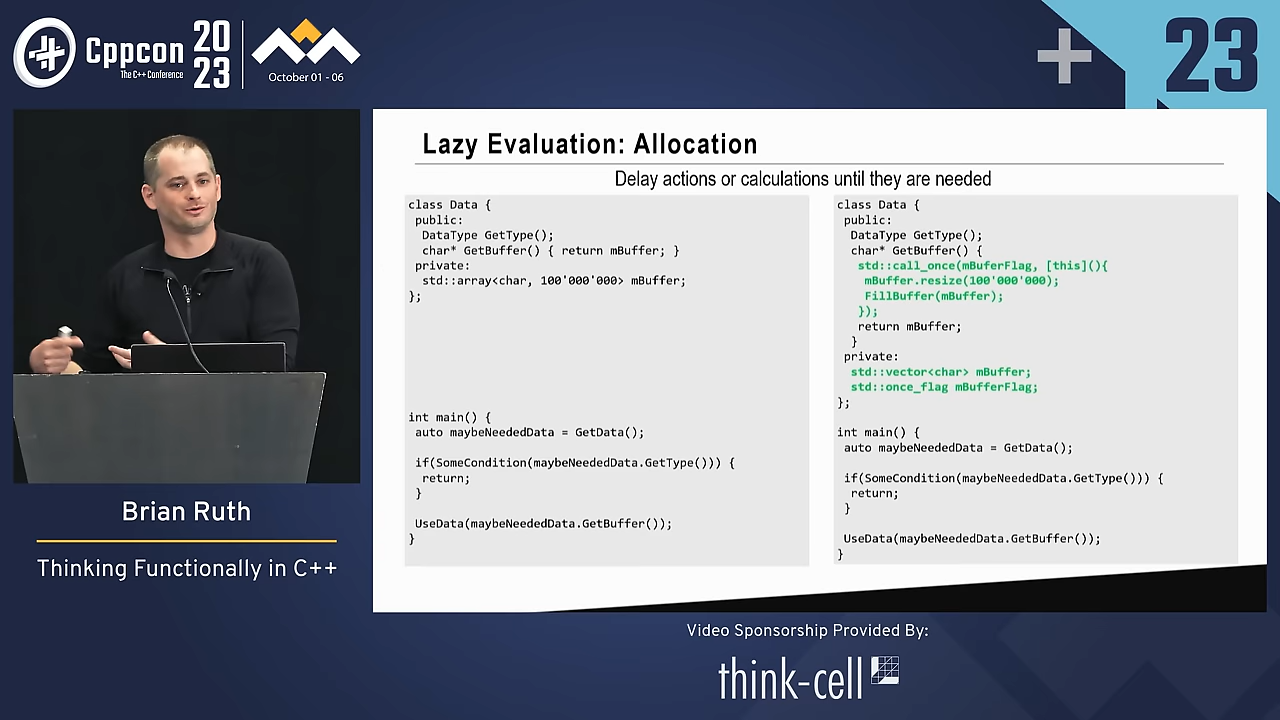 Cppcon
The C++ Conference
20
23
October 01 - 06
23
Lazy Evaluation: Allocation
Delay actions or calculations until they are needed
class Data {
public:
DataType GetType();
char* GetBuffer() { return mBuffer; }
private:
std::array<char, 100'000'000> mBuffer;
};
int main() {
auto maybeNeededData = GetData();
if(SomeCondition(maybeNeededData.GetType())) {
return;
}
UseData(maybeNeededData.GetBuffer());
}
class Data {
public:
DataType GetType();
char* GetBuffer() {
std::call_once(mBuferFlag, [this](){
mBuffer.resize(100'000'000);
FillBuffer(mBuffer);
});
return mBuffer;
}
private:
std::vector<char> mBuffer;
std::once_flag mBufferFlag;
};
int main() {
auto maybeNeededData = GetData();
if(SomeCondition(maybeNeededData.GetType())) {
return;
}
UseData(maybeNeededData.GetBuffer());
}
Brian Ruth
Thinking Functionally in C++
Video Sponsorship Provided By:
think-cell